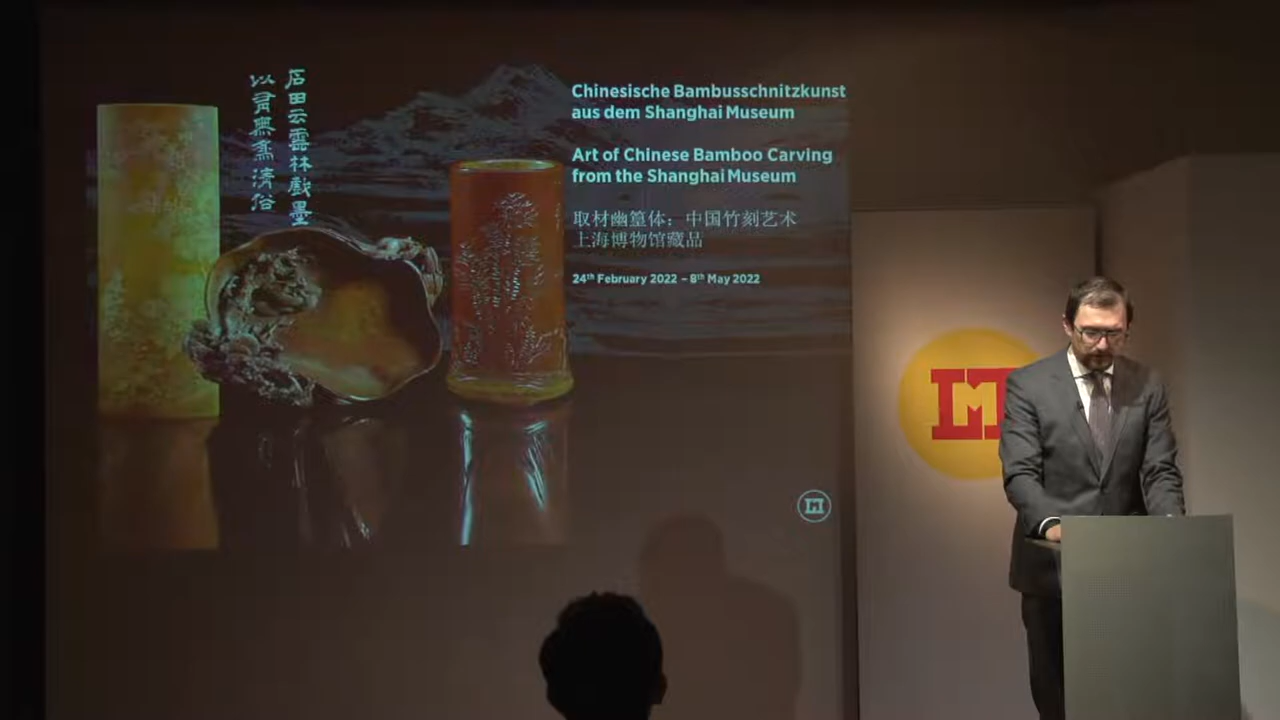 Chinesische Bambusschnitzkunst
aus dem Shanghai Museum
Art of Chinese Bamboo Carving
from the Shanghai Museum
取材幽篁体：中国竹刻艺术
上海博物馆藏品
24th February 2022 – 8th May 2022
LM